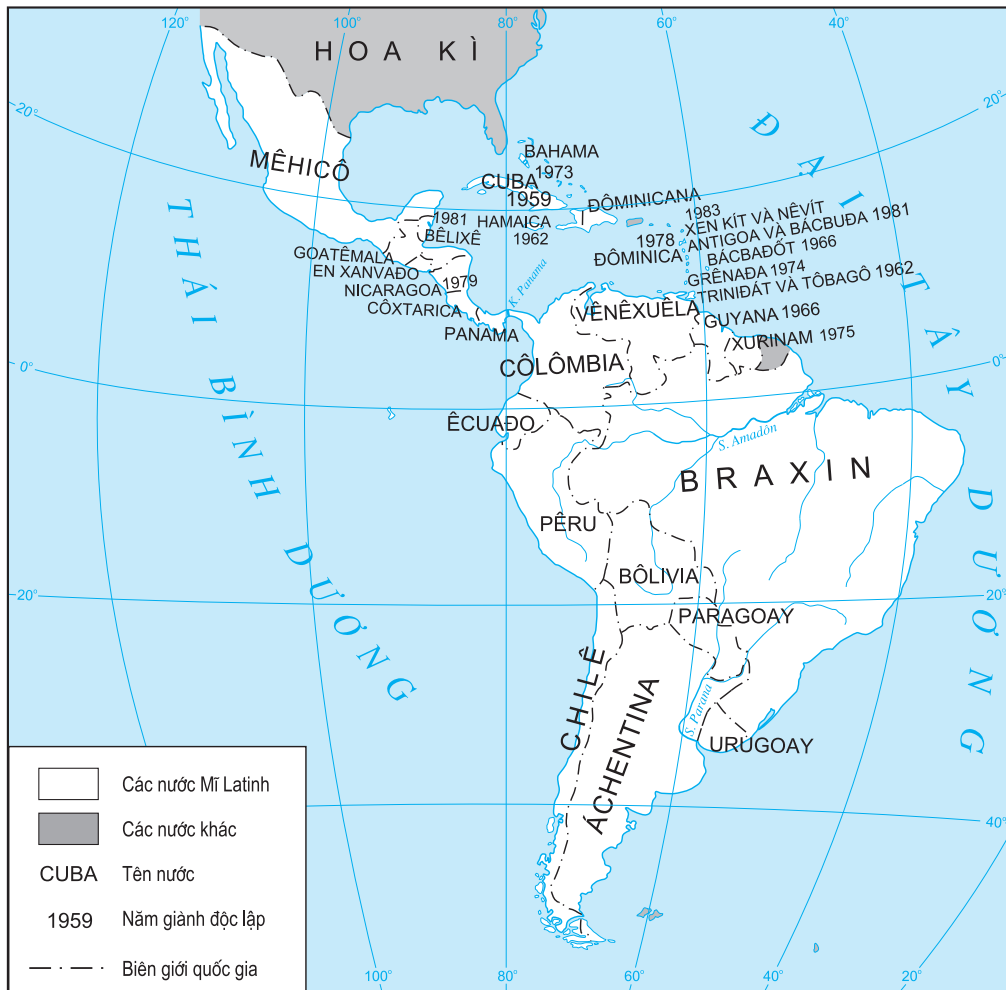 120° 100° 80° 60° 40°
HOA KÌ
20° 20°
ĐẠI TÂY DƯƠNG
THÁI BÌNH DƯƠNG
MÊHICÔ
BAHAMA
1973
CUBA
1959
ĐÔMINICANA
HAMAICA
1962
1981
BÊLIXÊ
1983
XEN KÍT VÀ NÊVÍT
ANTIGOA VÀ BÁCBUĐA 1981
1978
ĐÔMINICA
BÁCBAĐỐT 1966
GRÊNAĐA 1974
TRINIĐÁT VÀ TÔBAGÔ 1962
GOATÊMALA
EN XANVAĐO
NICARAGOA 1979
CÔXTARICA
PANAMA
K. Panama
VÊNÊXUÊLA
GUYANA 1966
XURINAM 1975
CÔLÔMBIA
0° 0°
ÊCUAĐO
S. Amadôn
BRAXIN
PÊRU
BÔLIVIA
20° 20°
PARAGOAY
CHILÊ
ÁCHENTINA
S. Parana
URUGOAY
40°
Các nước Mĩ Latinh
Các nước khác
CUBA Tên nước
1959 Năm giành độc lập
Biên giới quốc gia
100° 80° 60° 40° 20°